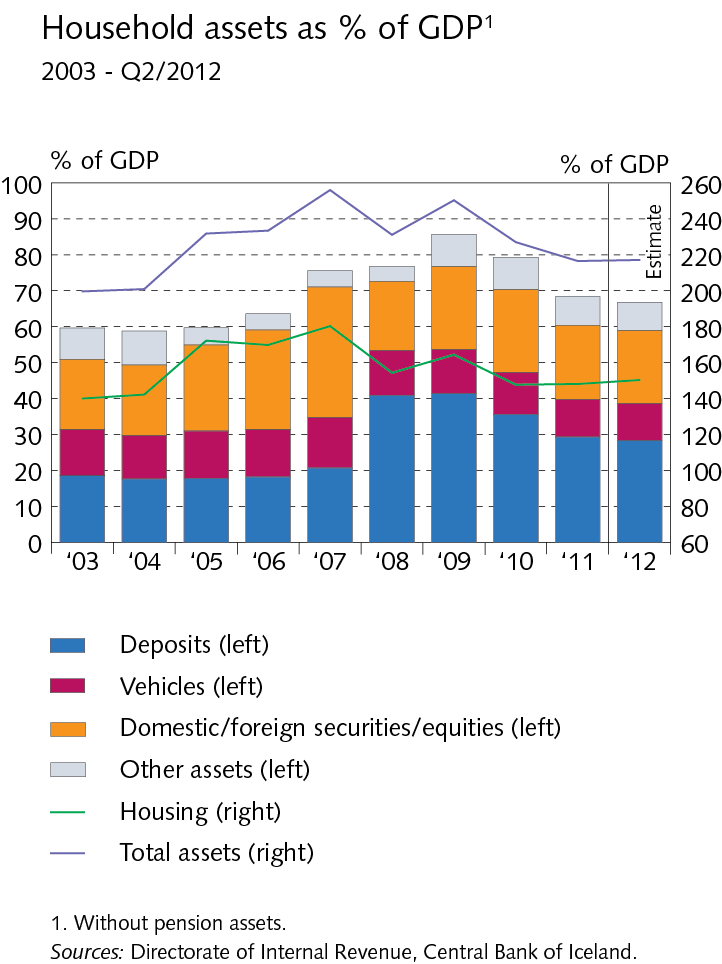 Household assets as % of GDP¹
2003 - Q2/2012
% of GDP
% of GDP
100
90
80
70
60
50
40
30
20
10
0
260
240
220
200
180
160
140
120
100
80
60
Estimate
‘03 ‘04 ‘05 ‘06 ‘07 ‘08 ‘09 ‘10 ‘11 ‘12
Deposits (left)
Vehicles (left)
Domestic/foreign securities/equities (left)
Other assets (left)
Housing (right)
Total assets (right)
1. Without pension assets.
Sources: Directorate of Internal Revenue, Central Bank of Iceland.